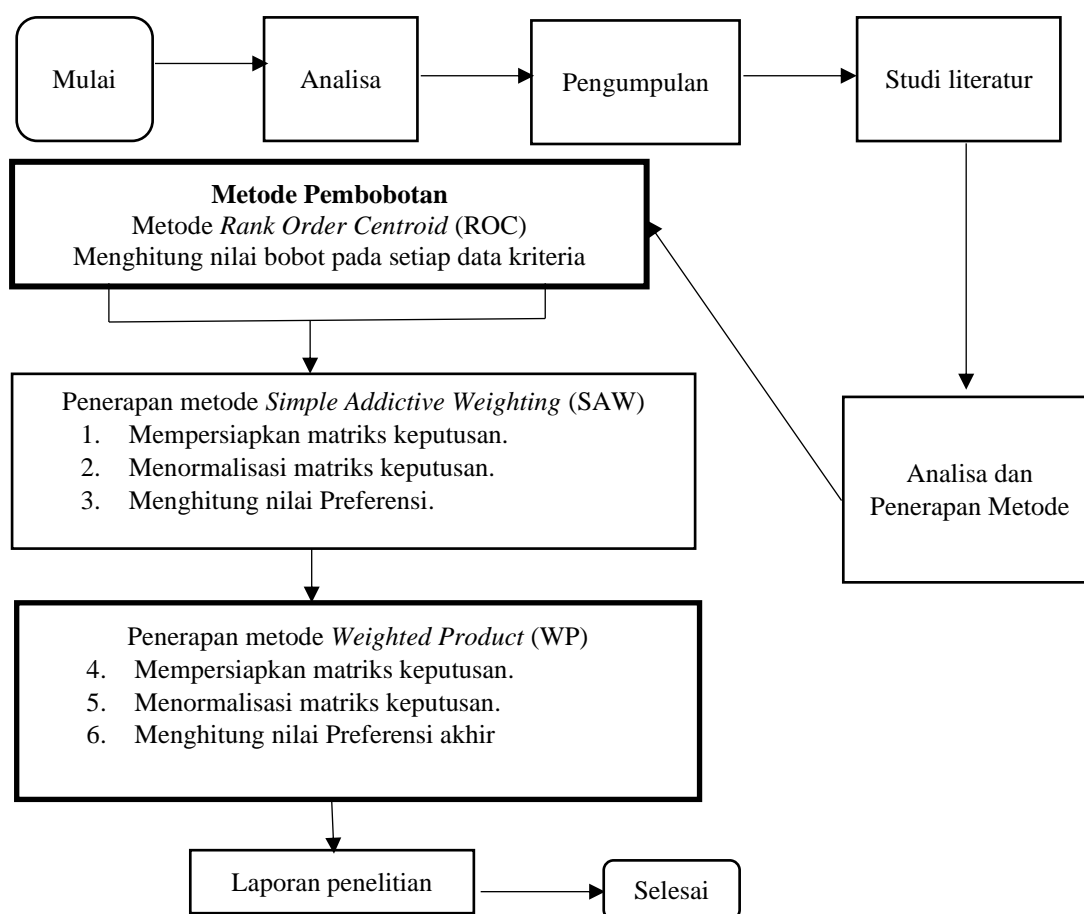 Mulai
Analisa
Pengumpulan
Studi literatur
Metode Pembobotan
Metode Rank Order Centroid (ROC)
Menghitung nilai bobot pada setiap data kriteria
Penerapan metode Simple Addictive Weighting (SAW)
1. Mempersiapkan matriks keputusan.
2. Menormalisasi matriks keputusan.
3. Menghitung nilai Preferensi.
Analisa dan
Penerapan Metode
Penerapan metode Weighted Product (WP)
4. Mempersiapkan matriks keputusan.
5. Menormalisasi matriks keputusan.
6. Menghitung nilai Preferensi akhir
Laporan penelitian
Selesai